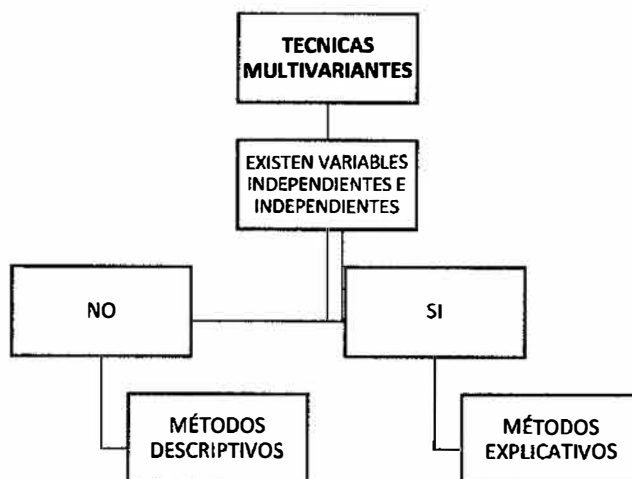 TECNICAS
MULTIVARIANTES
EXISTEN VARIABLES
INDEPENDIENTES E
INDEPENDIENTES
NO
SI
MÉTODOS
DESCRIPTIVOS
MÉTODOS
EXPLICATIVOS